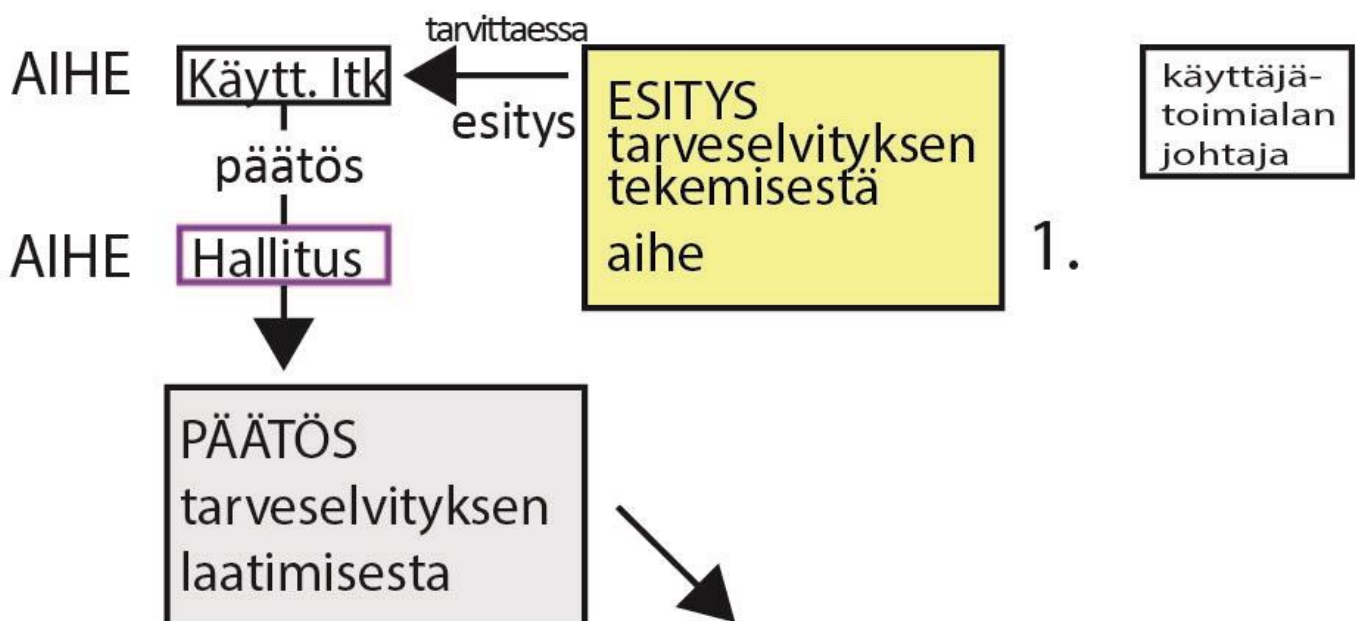 tarvittaessa
AIHE
Käytt. ltk
esitys
ESITYS
tarveselvityksen
tekemisestä
aihe
käyttäjä-
toimialan
johtaja
päätös
AIHE
Hallitus
1.
PÄÄTÖS
tarveselvityksen
laatimisesta